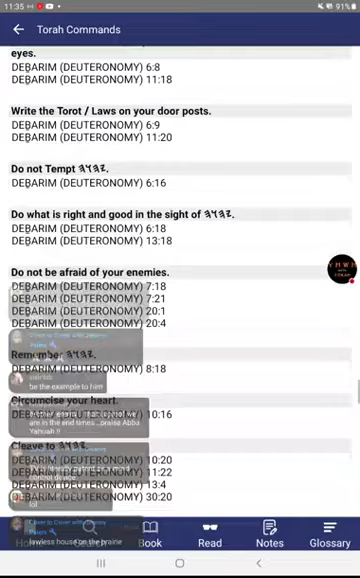 11:35
91%
Torah Commands
eyes.
DEḆARIM (DEUTERONOMY) 6:8
DEḆARIM (DEUTERONOMY) 11:18
Write the Torot / Laws on your door posts.
DEḆARIM (DEUTERONOMY) 6:9
DEḆARIM (DEUTERONOMY) 11:20
Do not Tempt 𐤉𐤄𐤅𐤄.
DEḆARIM (DEUTERONOMY) 6:16
Do what is right and good in the sight of 𐤉𐤄𐤅𐤄.
DEḆARIM (DEUTERONOMY) 6:18
DEḆARIM (DEUTERONOMY) 13:18
Do not be afraid of your enemies.
DEḆARIM (DEUTERONOMY) 7:18
DEḆARIM (DEUTERONOMY) 7:21
DEḆARIM (DEUTERONOMY) 20:1
DEḆARIM (DEUTERONOMY) 20:4
Remember 𐤉𐤄𐤅𐤄.
DEḆARIM (DEUTERONOMY) 8:18
be the example to him
Circumcise your heart.
DEḆARIM (DEUTERONOMY) 10:16
are in the end times ..praise Abba
Yahuah !!
Cleave to 𐤉𐤄𐤅𐤄.
DEḆARIM (DEUTERONOMY) 10:20
DEḆARIM (DEUTERONOMY) 11:22
DEḆARIM (DEUTERONOMY) 13:4
DEḆARIM (DEUTERONOMY) 30:20
lol
lawless house on the prairie
Home
Search
Book
Read
Notes
Glossary